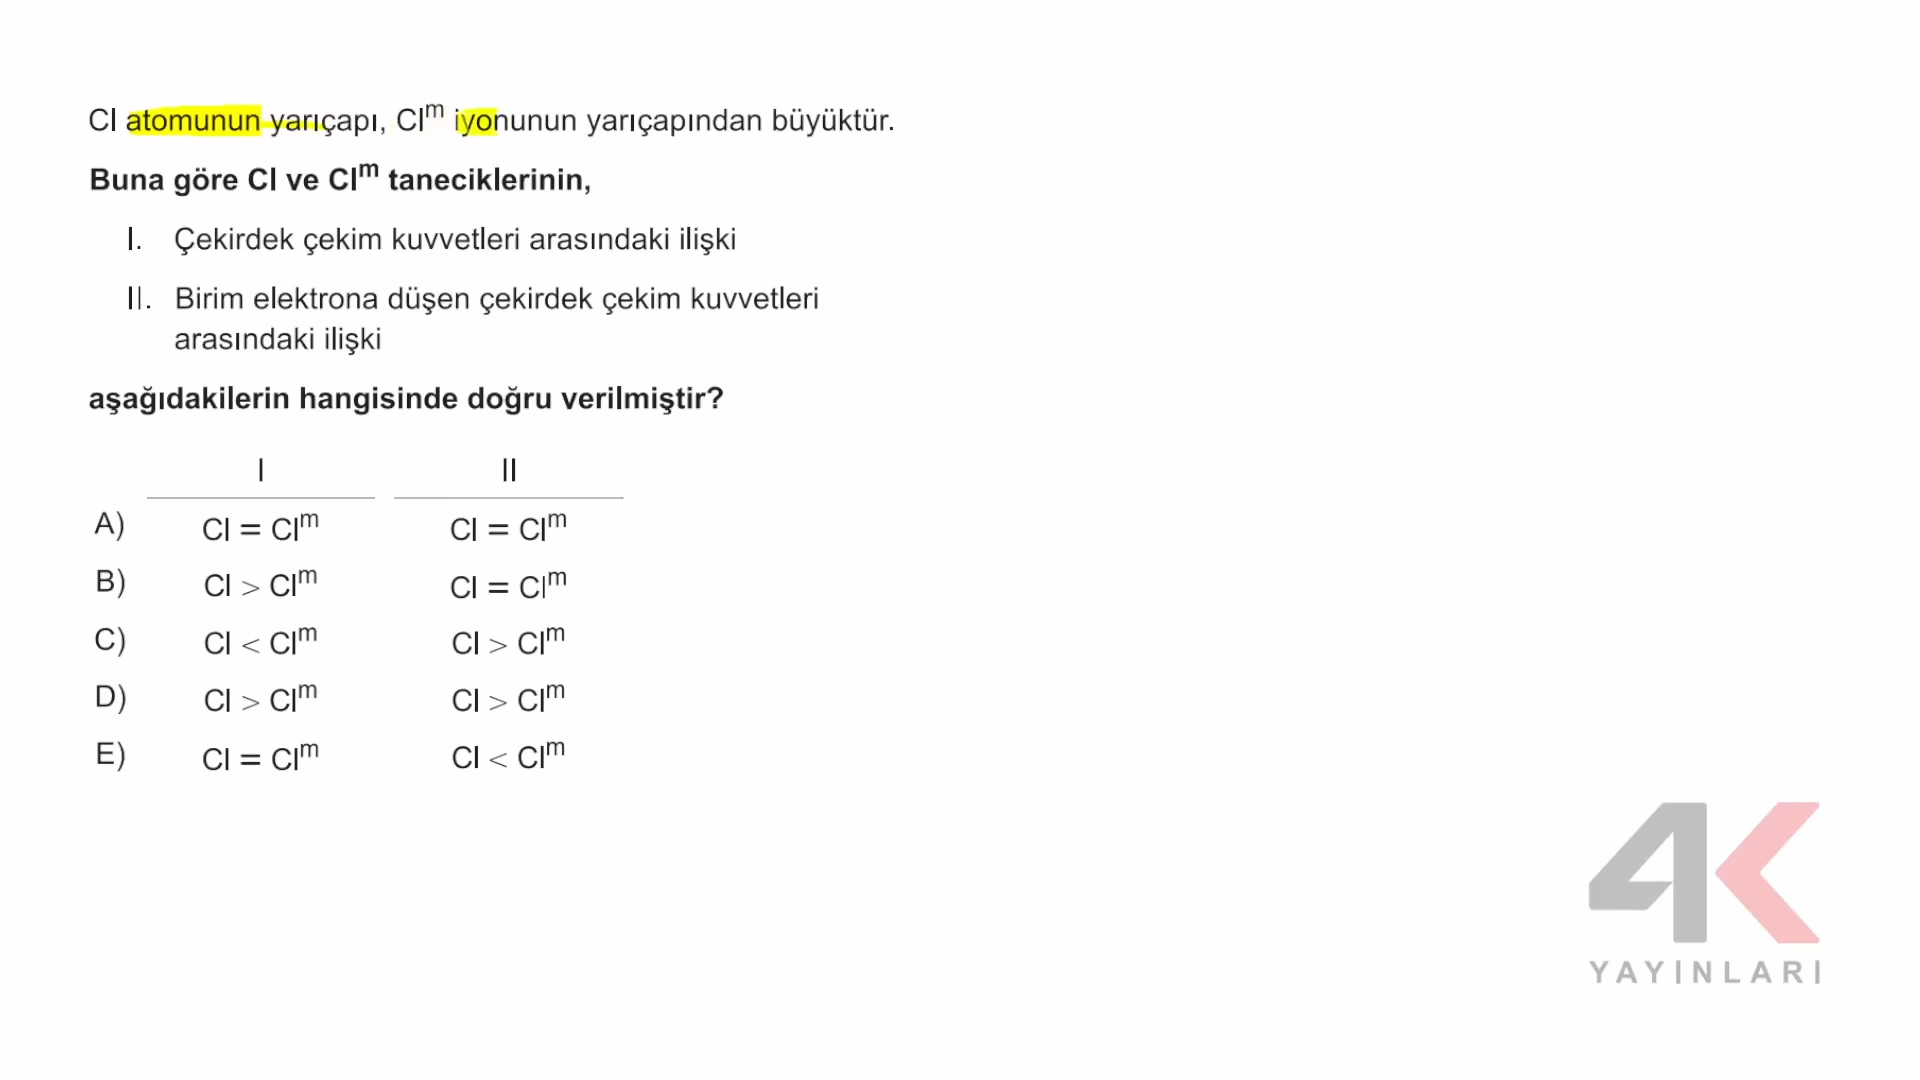 Cl atomunun yarıçapı, Clᵐ iyonunun yarıçapından büyüktür.
Buna göre Cl ve Clᵐ taneciklerinin,
I. Çekirdek çekim kuvvetleri arasındaki ilişki
II. Birim elektrona düşen çekirdek çekim kuvvetleri
arasındaki ilişki
aşağıdakilerin hangisinde doğru verilmiştir?
I II
A) Cl = Clᵐ Cl = Clᵐ
B) Cl > Clᵐ Cl = Clᵐ
C) Cl < Clᵐ Cl > Clᵐ
D) Cl > Clᵐ Cl > Clᵐ
E) Cl = Clᵐ Cl < Clᵐ
4K
YAYINLARI